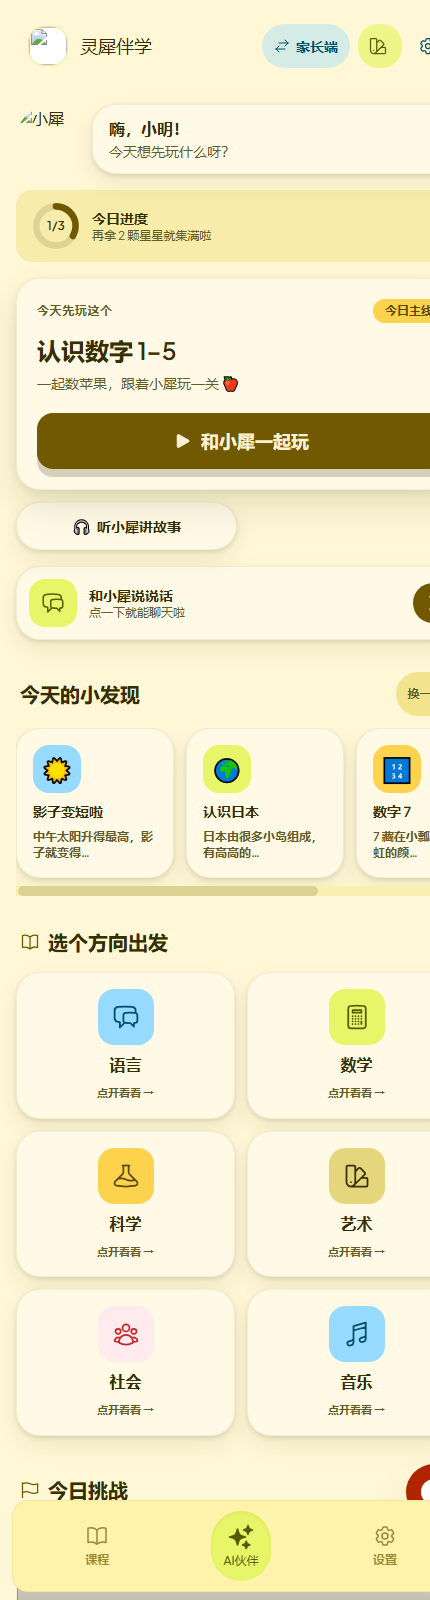 灵犀伴学
家长端
小犀
嗨，小明！
今天想先玩什么呀？
1/3
今日进度
再拿 2 颗星星就集满啦
今天先玩这个
今日主线
认识数字 1–5
一起数苹果，跟着小犀玩一关
和小犀一起玩
听小犀讲故事
和小犀说说话
点一下就能聊天啦
今天的小发现
换一
影子变短啦
中午太阳升得最高，影
子就变得...
认识日本
日本由很多小岛组成，
有高高的...
1 2
3 4
数字 7
7 藏在小瓢
虹的颜...
选个方向出发
语言
点开看看 →
数学
点开看看 →
科学
点开看看 →
艺术
点开看看 →
社会
点开看看 →
音乐
点开看看 →
今日挑战
课程
AI伙伴
设置